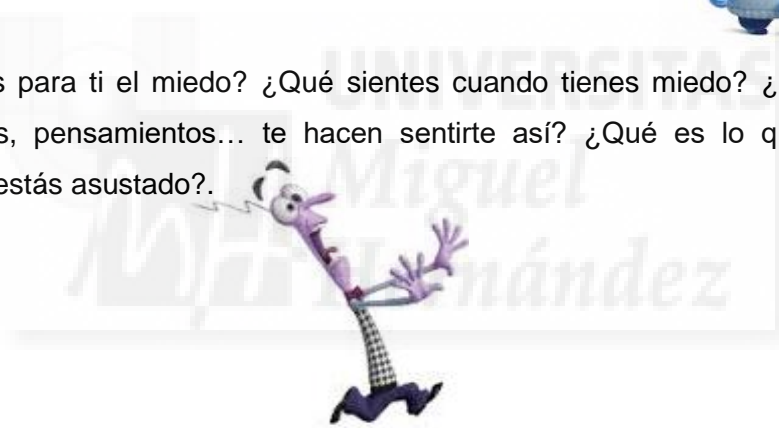 s para ti el miedo? ¿Qué sientes cuando tienes miedo? ¿
s, pensamientos… te hacen sentirte así? ¿Qué es lo q
estás asustado?.
UNIVERSITAS
Miguel
Hernández